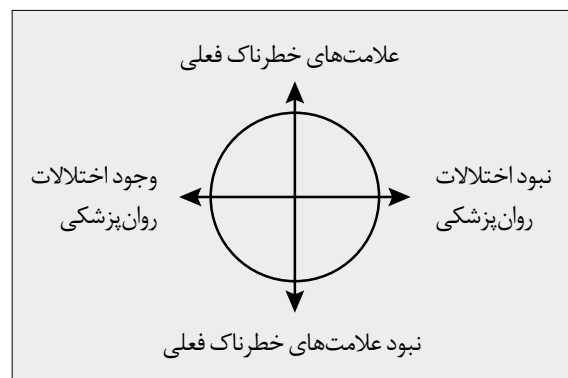 علامت‌های خطرناک فعلی
نبود اختلالات
روان‌پزشکی
وجود اختلالات
روان‌پزشکی
نبود علامت‌های خطرناک فعلی